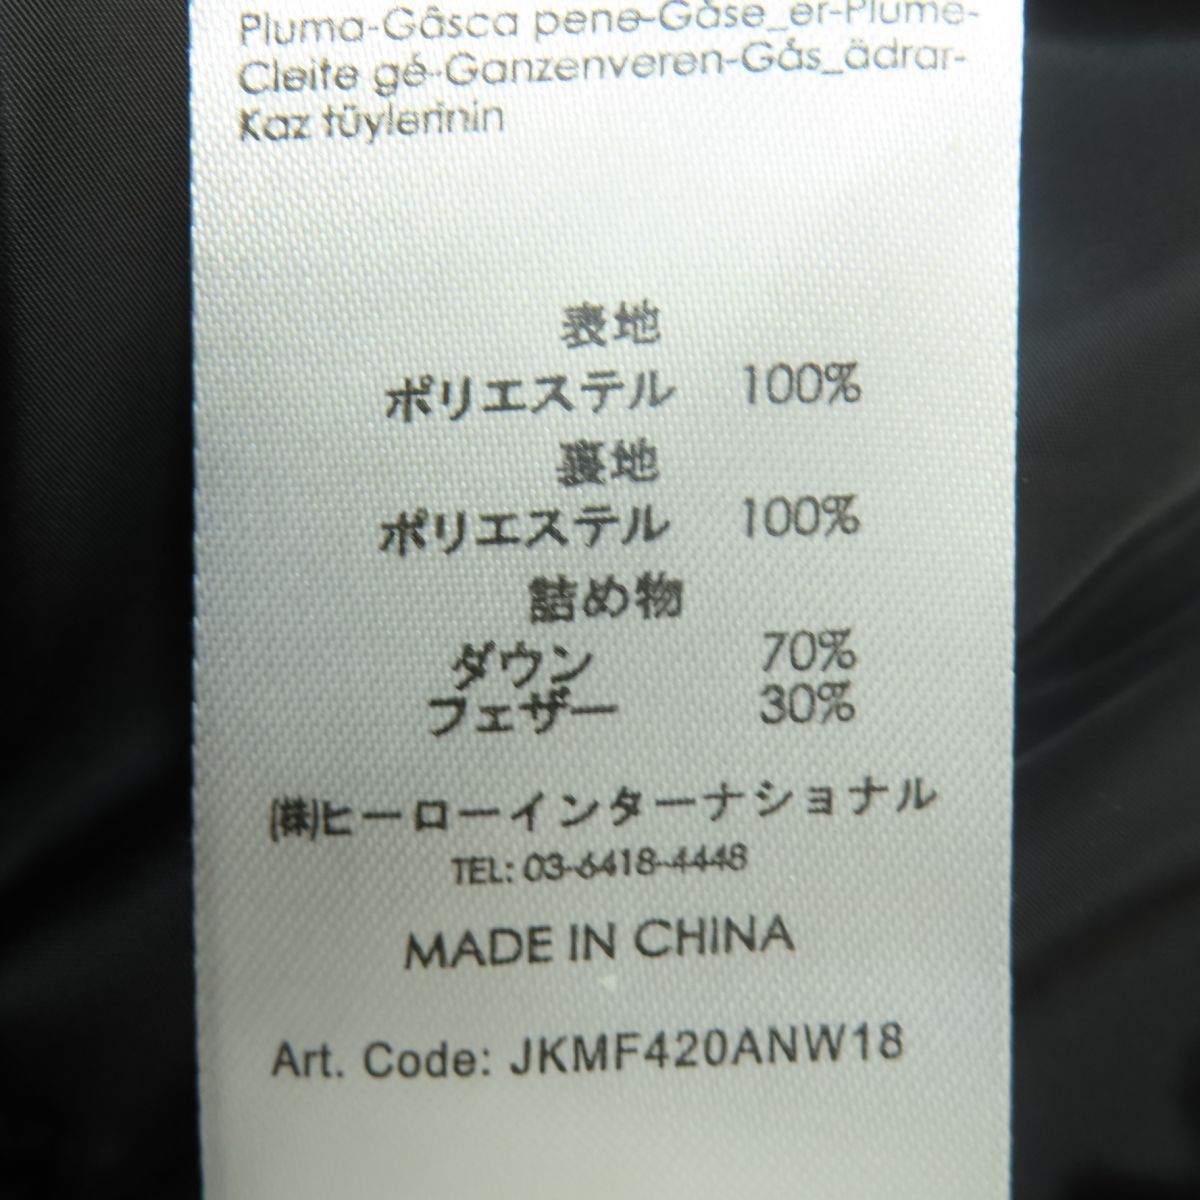 Pluma-Gâsca pene-Gåse_er-Plume-
Cleite gé-Ganzenveren-Gås_ädrar-
Kaz tüylerinin
表地
ポリエステル 100%
裏地
ポリエステル 100%
詰め物
ダウン 70%
フェザー 30%
(株)ヒーローインターナショナル
TEL: 03-6418-4448
MADE IN CHINA
Art. Code: JKMF420ANW18